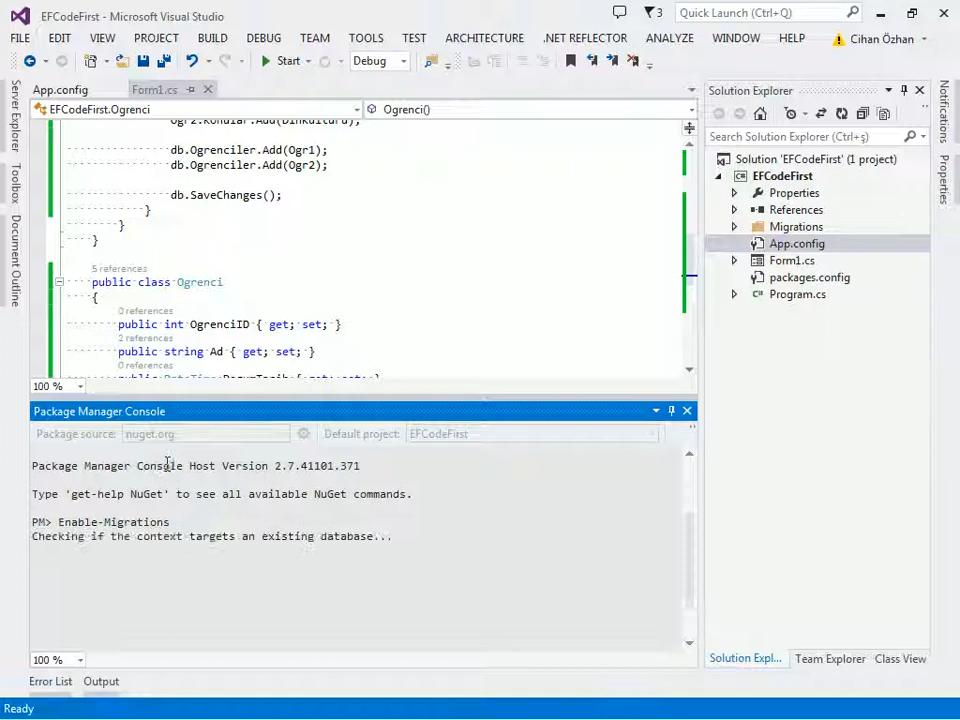 EFCodeFirst - Microsoft Visual Studio
3
Quick Launch (Ctrl+Q)
FILE EDIT VIEW PROJECT BUILD DEBUG TEAM TOOLS TEST ARCHITECTURE .NET REFLECTOR ANALYZE WINDOW HELP Cihan Özhan
Start Debug
App.config Form1.cs
EFCodeFirst.Ogrenci Ogrenci()
db.Ogrenciler.Add(Ogr1);
db.Ogrenciler.Add(Ogr2);
db.SaveChanges();
}
}
}
5 references
public class Ogrenci
{
0 references
public int OgrenciID { get; set; }
2 references
public string Ad { get; set; }
0 references
100 %
Package Manager Console
Package source: nuget.org Default project: EFCodeFirst
Package Manager Console Host Version 2.7.41101.371
Type 'get-help NuGet' to see all available NuGet commands.
PM> Enable-Migrations
Checking if the context targets an existing database...
100 %
Error List Output
Ready
Server Explorer
Toolbox
Document Outline
Solution Explorer
Search Solution Explorer (Ctrl+ş)
Solution 'EFCodeFirst' (1 project)
EFCodeFirst
Properties
References
Migrations
App.config
Form1.cs
packages.config
Program.cs
Solution Expl... Team Explorer Class View
Notifications
Properties